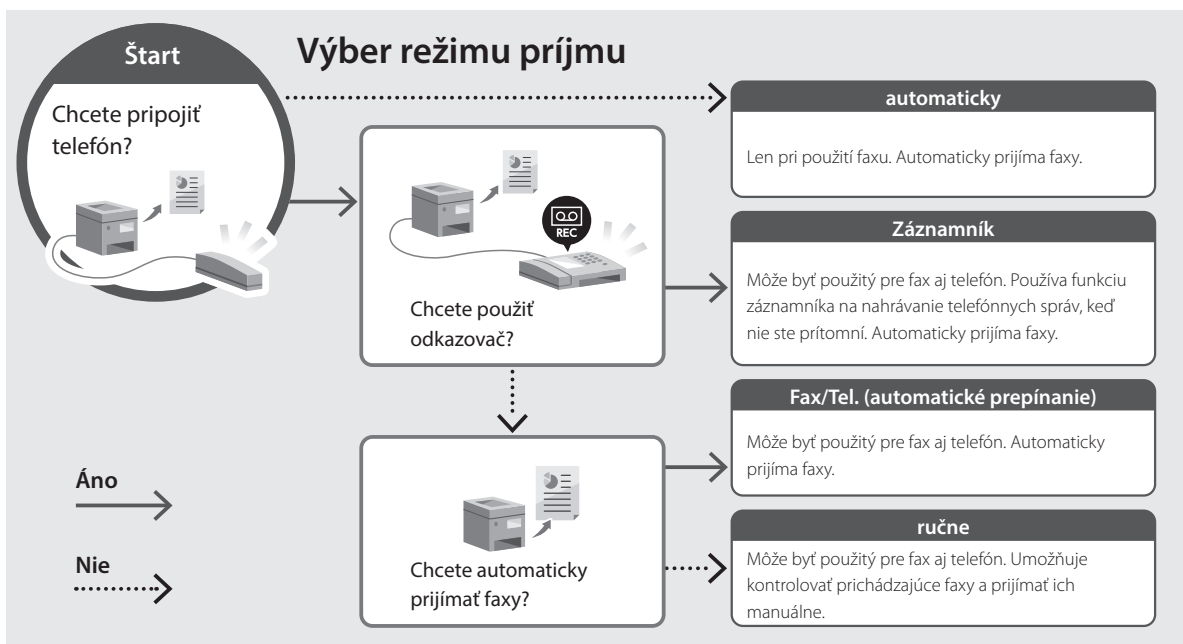 Výber režimu príjmu
Štart
Chcete pripojiť
telefón?
REC
Chcete použiť
odkazovač?
Chcete automaticky
prijímať faxy?
automaticky
Len pri použití faxu. Automaticky prijíma faxy.
Záznamník
Môže byť použitý pre fax aj telefón. Používa funkciu
záznamníka na nahrávanie telefónnych správ, keď
nie ste prítomní. Automaticky prijíma faxy.
Fax/Tel. (automatické prepínanie)
Môže byť použitý pre fax aj telefón. Automaticky
prijíma faxy.
ručne
Môže byť použitý pre fax aj telefón. Umožňuje
kontrolovať prichádzajúce faxy a prijímať ich
manuálne.
Áno
Nie